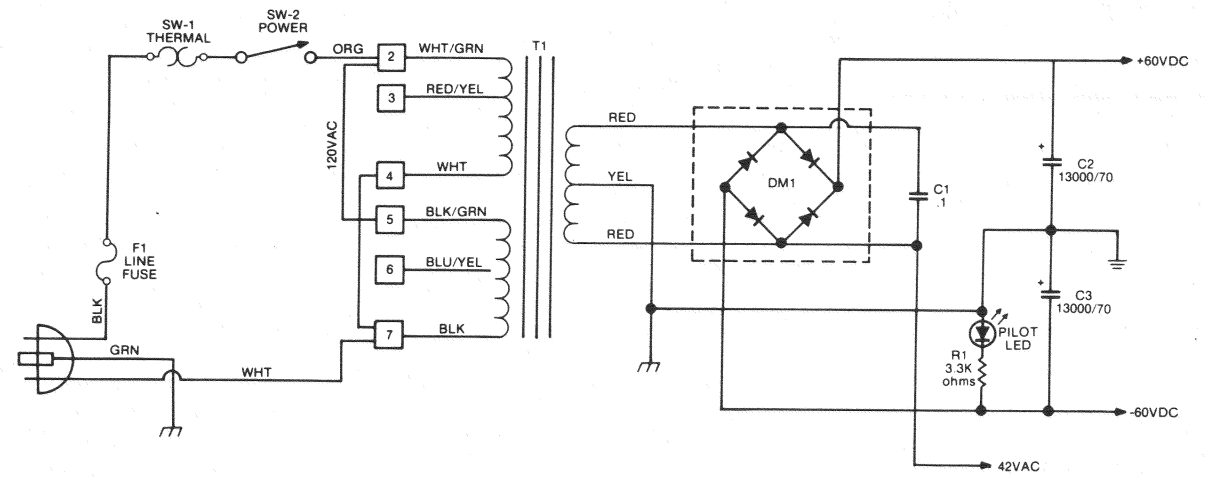 SW-1
THERMAL
SW-2
POWER
ORG
2
WHT/GRN
T1
+60VDC
3
RED/YEL
120VAC
RED
+
C2
13000/70
4
WHT
YEL
DM1
C1
.1
5
BLK/GRN
RED
F1
LINE
FUSE
6
BLU/YEL
+
C3
13000/70
BLK
7
BLK
PILOT
LED
GRN
R1
3.3K
ohms
WHT
-60VDC
42VAC